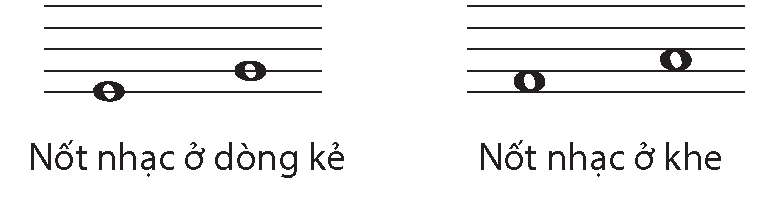 Nốt nhạc ở dòng kẻ
Nốt nhạc ở khe